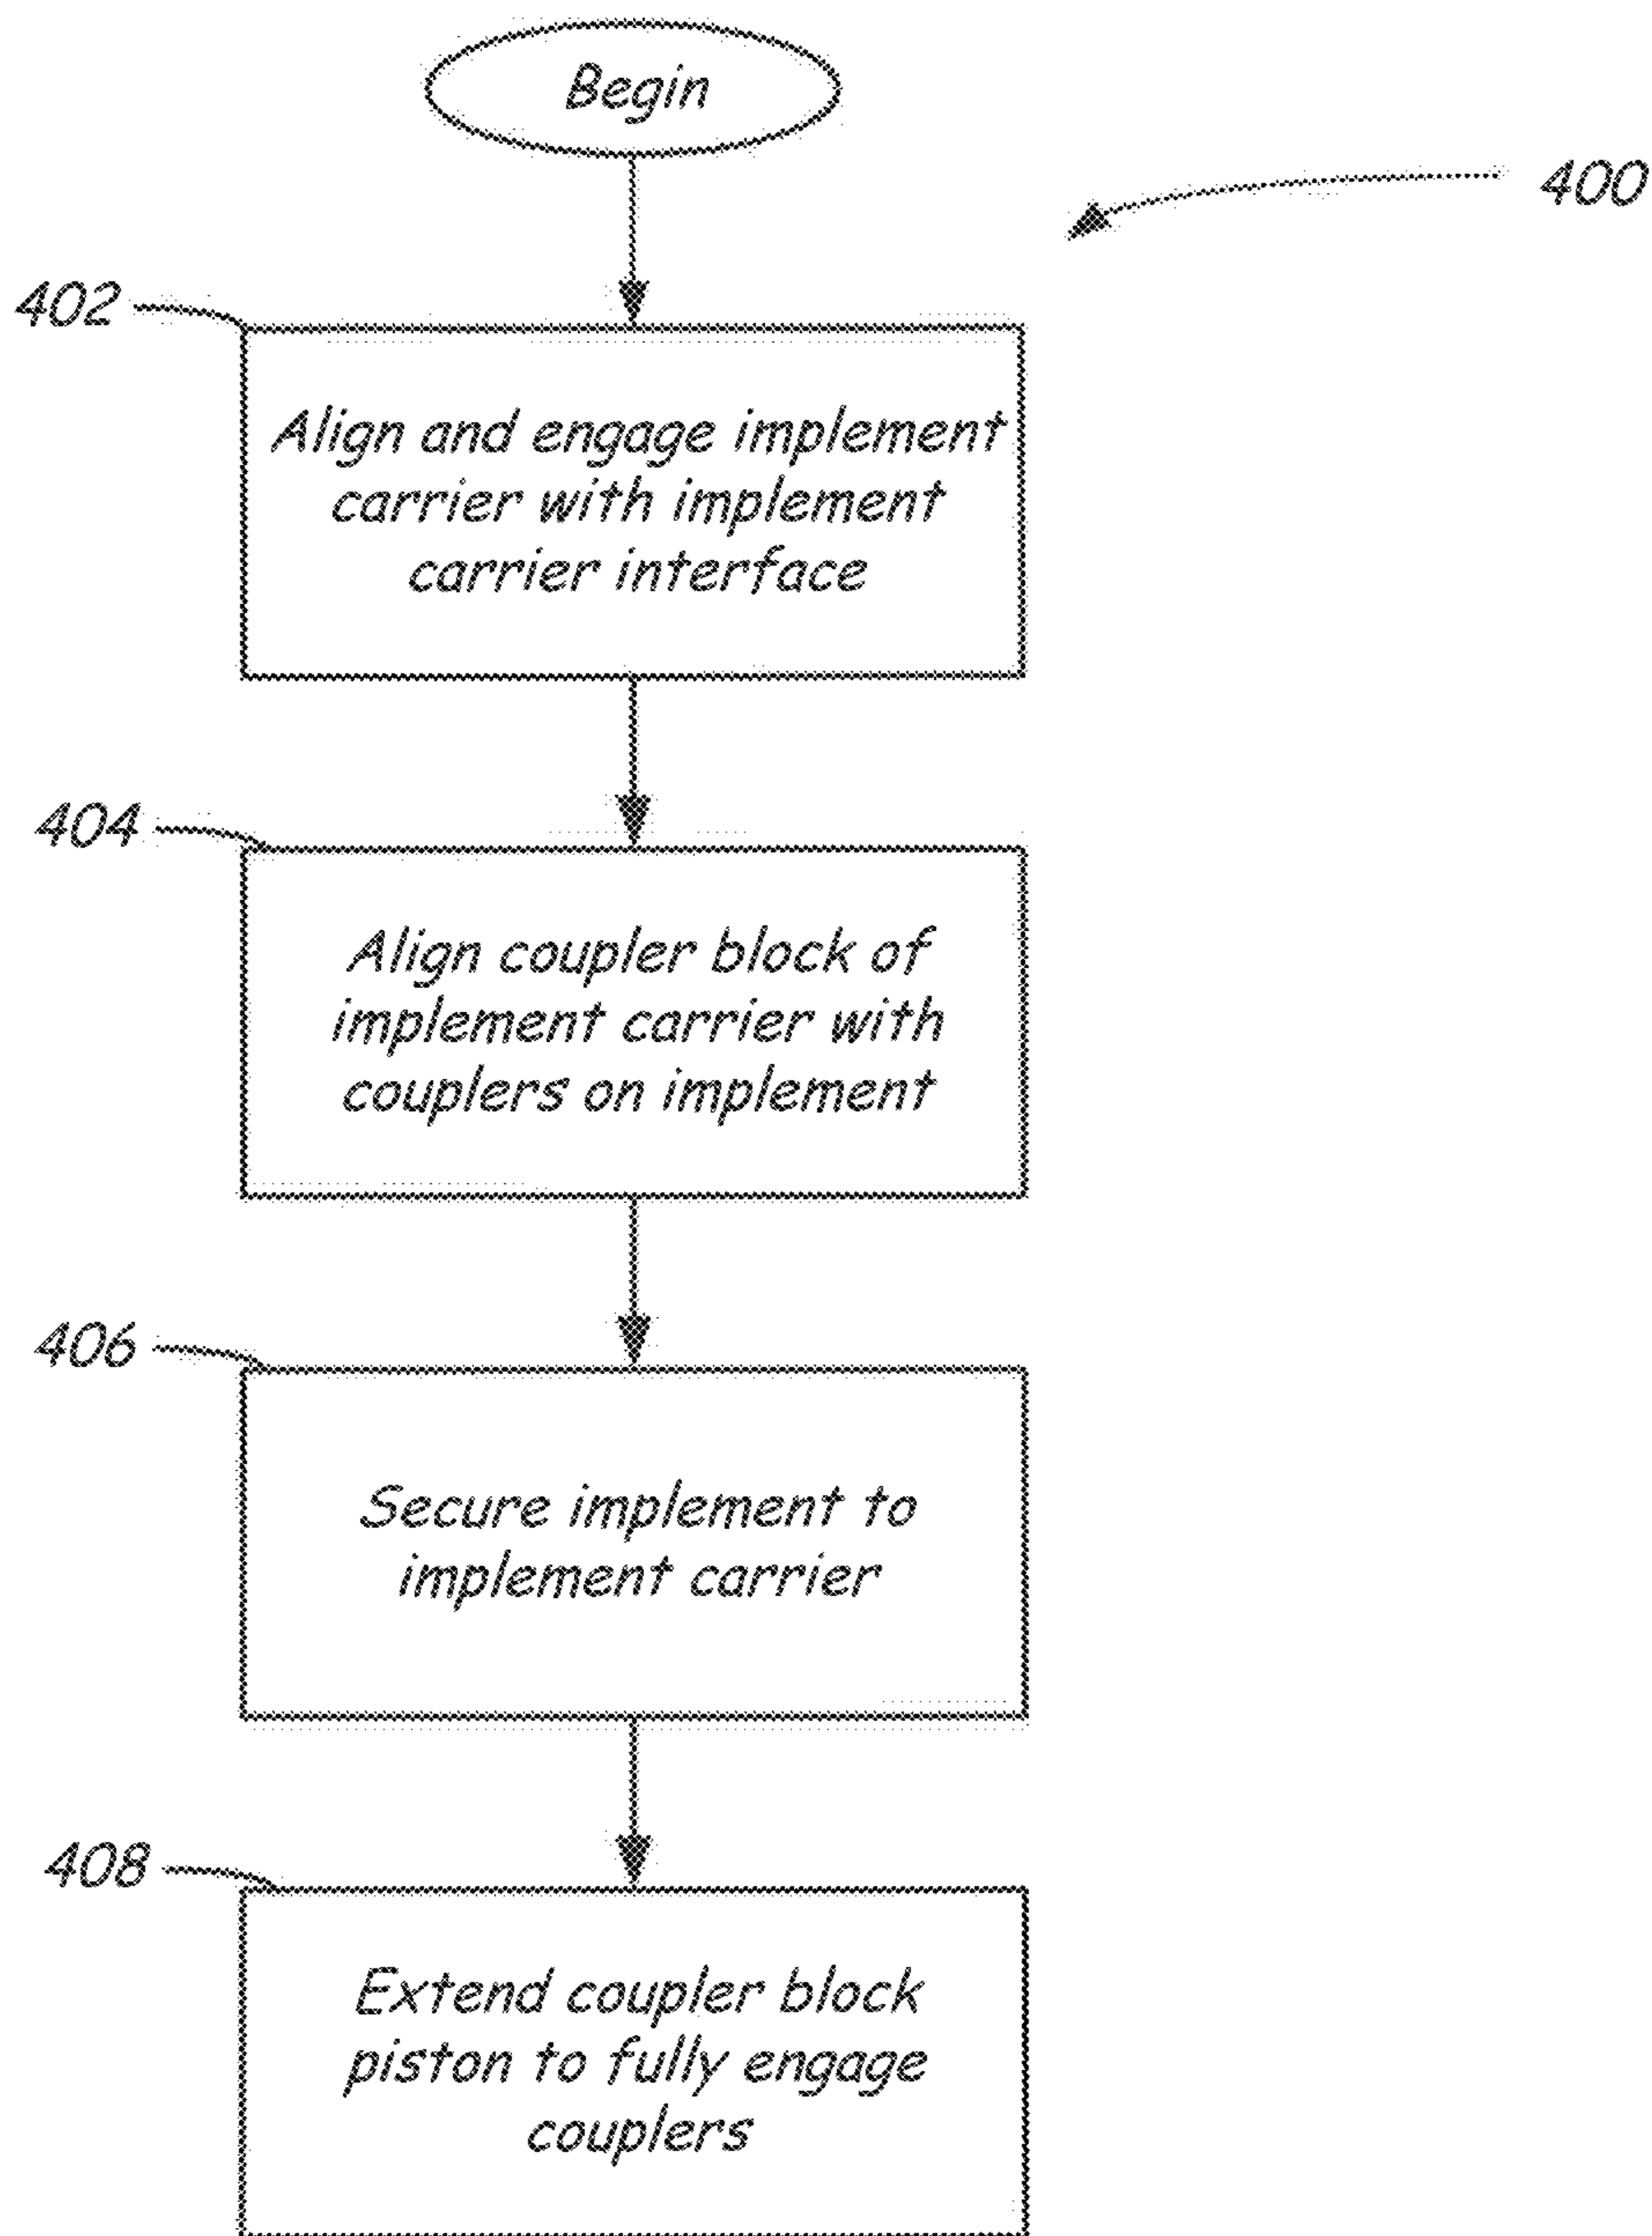 Begin
400
402
Align and engage implement
carrier with implement
carrier interface
404
Align coupler block of
implement carrier with
couplers on implement
406
Secure implement to
implement carrier
408
Extend coupler block
piston to fully engage
couplers